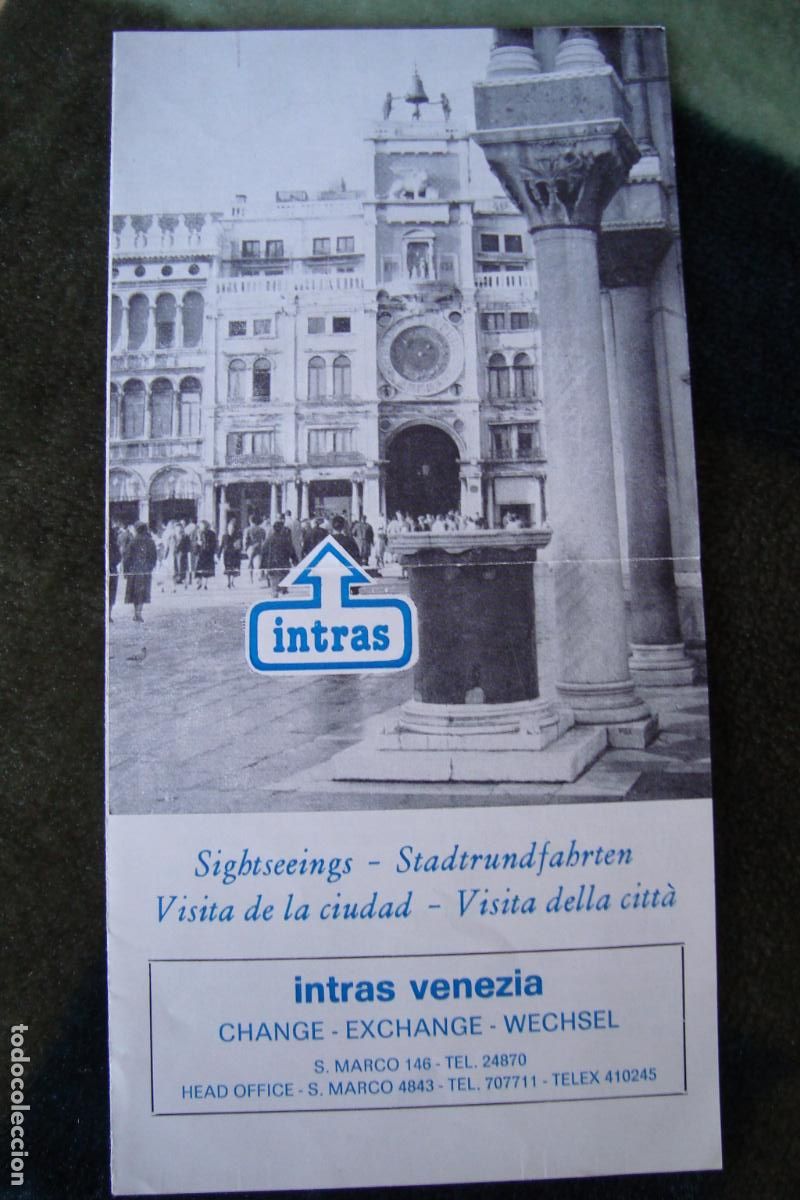 intras
Sightseeings - Stadtrundfahrten
Visita de la ciudad - Visita della città
intras venezia
CHANGE - EXCHANGE - WECHSEL
S. MARCO 146 - TEL. 24870
HEAD OFFICE - S. MARCO 4843 - TEL. 707711 - TELEX 410245
todocoleccion